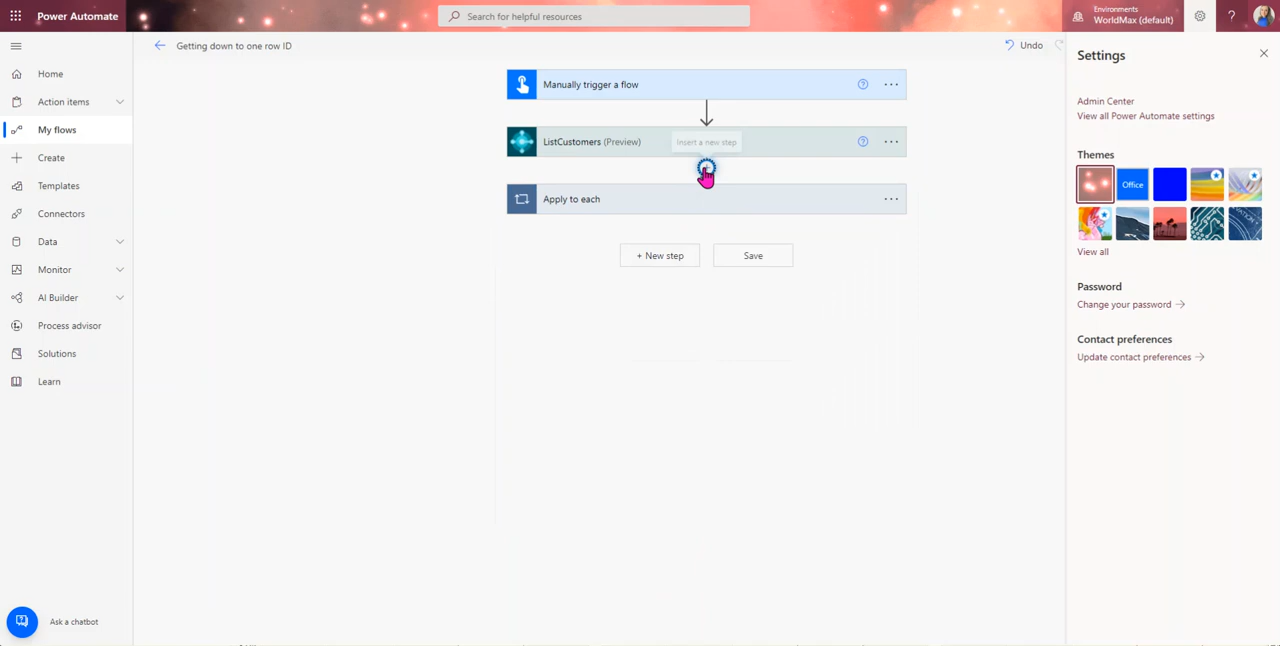 Power Automate
Search for helpful resources
Environments
WorldMax (default)
Getting down to one row ID
Undo
Home
Action items
My flows
Create
Templates
Connectors
Data
Monitor
AI Builder
Process advisor
Solutions
Learn
Ask a chatbot
Manually trigger a flow
ListCustomers (Preview)
Insert a new step
Apply to each
+ New step
Save
Settings
Admin Center
View all Power Automate settings
Themes
Office
View all
Password
Change your password
Contact preferences
Update contact preferences